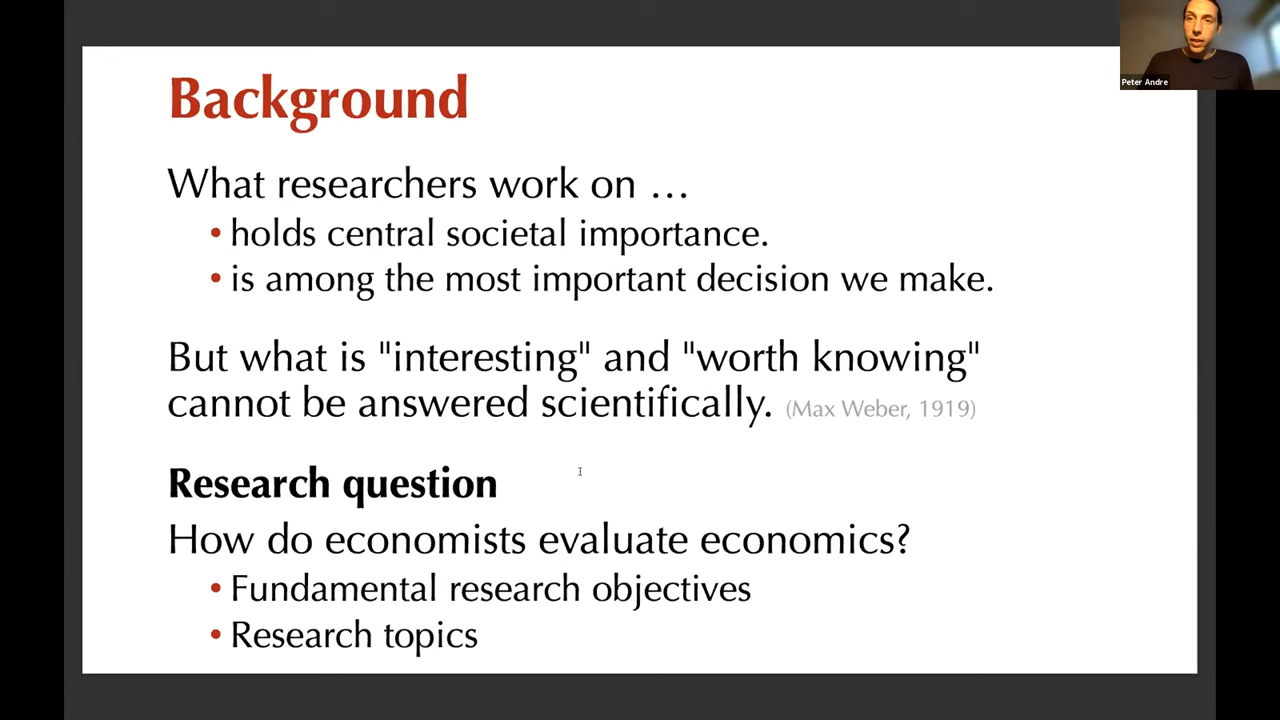 Background
Peter Andre
What researchers work on …
• holds central societal importance.
• is among the most important decision we make.
But what is "interesting" and "worth knowing"
cannot be answered scientifically. (Max Weber, 1919)
Research question
How do economists evaluate economics?
• Fundamental research objectives
• Research topics